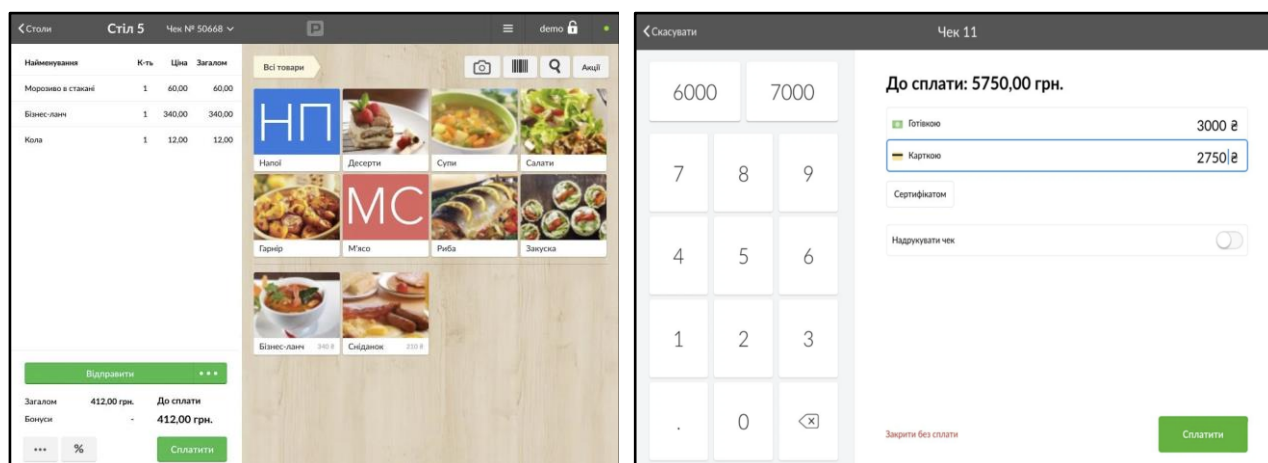 Столи Стіл 5 Чек № 50668 demo
Найменування К-ть Ціна Загалом
Морозиво в стакані 1 60,00 60,00
Бізнес-ланч 1 340,00 340,00
Кола 1 12,00 12,00
Відправити
Загалом 412,00 грн. До сплати
Бонуси - 412,00 грн.
% Сплатити
Всі товари Акції
НП
Напої Десерти Супи Салати
МС
Гарнір М'ясо Риба Закуска
Бізнес-ланч 340 ₴ Сніданок 210 ₴
Скасувати Чек 11
6000 7000
7 8 9
4 5 6
1 2 3
. 0
До сплати: 5750,00 грн.
Готівкою 3000 ₴
Карткою 2750 ₴
Сертифікатом
Надрукувати чек
Закрити без сплати Сплатити